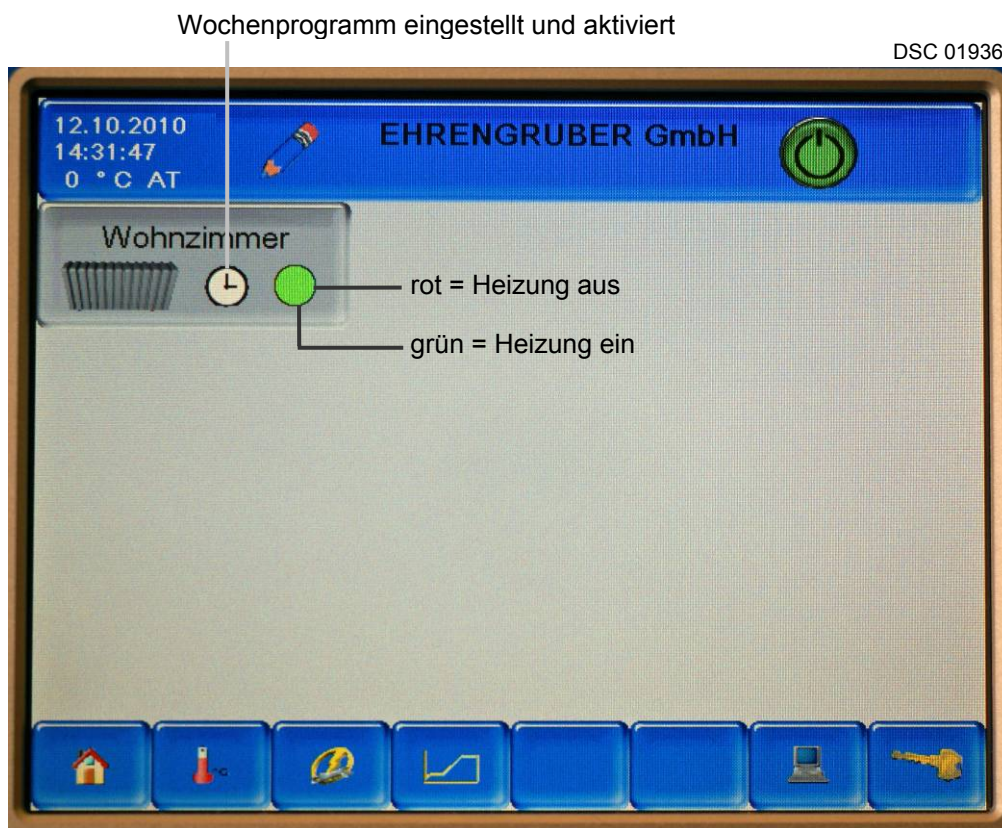 Wochenprogramm eingestellt und aktiviert
DSC 01936
12.10.2010
14:31:47
0 °C AT
EHRENGRUBER GmbH
Wohnzimmer
rot = Heizung aus
grün = Heizung ein